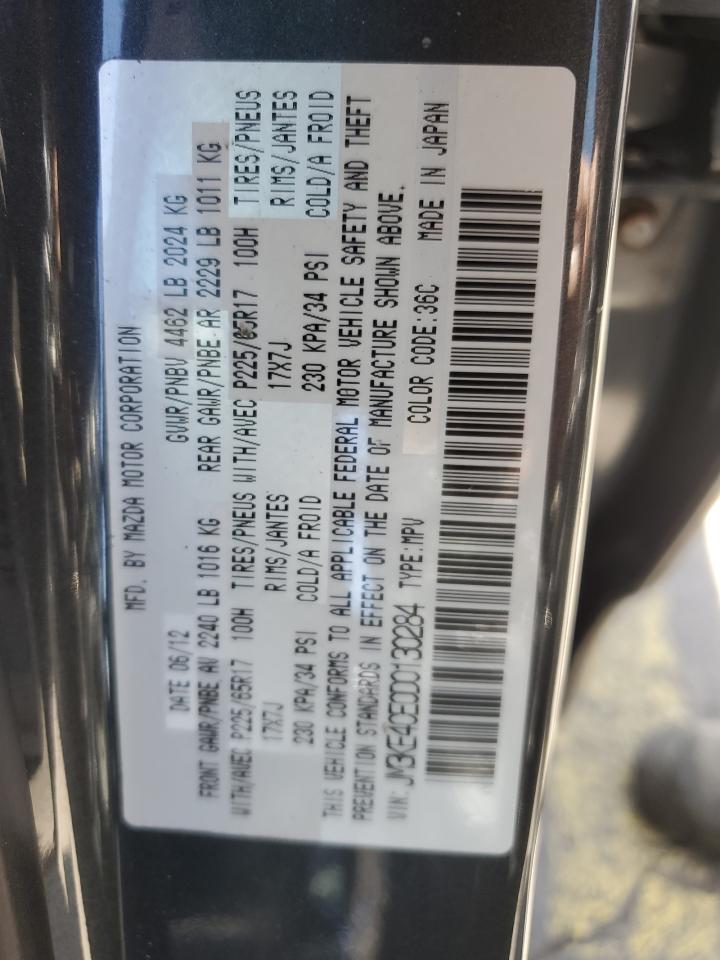 MFD. BY MAZDA MOTOR CORPORATION
DATE 06/12 GVWR/PNBV 4462 LB 2024 KG
FRONT GAWR/PNBE AV 2240 LB 1016 KG REAR GAWR/PNBE AR 2229 LB 1011 KG
WITH/AVEC P225/65R17 100H TIRES/PNEUS WITH/AVEC P225/65R17 100H TIRES/PNEUS
17X7J RIMS/JANTES 17X7J RIMS/JANTES
230 KPA/34 PSI COLD/A FROID 230 KPA/34 PSI COLD/A FROID
THIS VEHICLE CONFORMS TO ALL APPLICABLE FEDERAL MOTOR VEHICLE SAFETY AND THEFT
PREVENTION STANDARDS IN EFFECT ON THE DATE OF MANUFACTURE SHOWN ABOVE.
VIN: JM3KE4CE0D0130284 TYPE:MPV COLOR CODE:36C MADE IN JAPAN